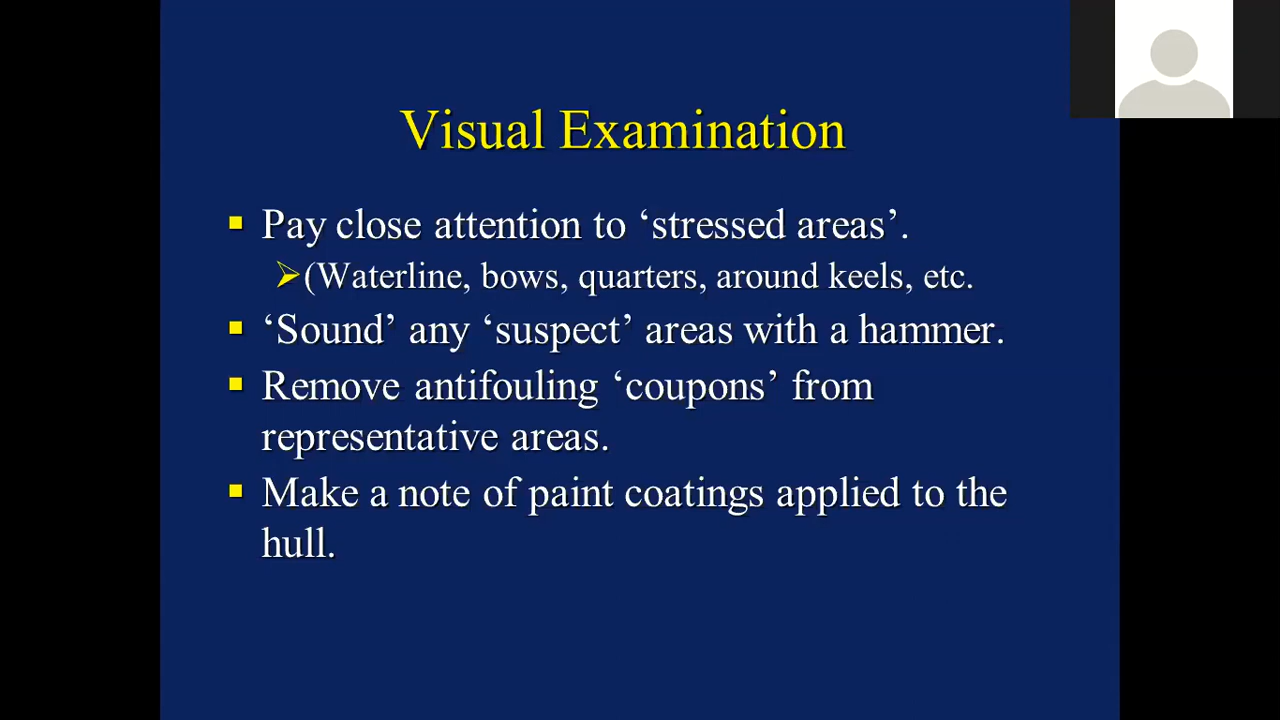 Visual Examination
Pay close attention to ‘stressed areas’.
(Waterline, bows, quarters, around keels, etc.
‘Sound’ any ‘suspect’ areas with a hammer.
Remove antifouling ‘coupons’ from
representative areas.
Make a note of paint coatings applied to the
hull.